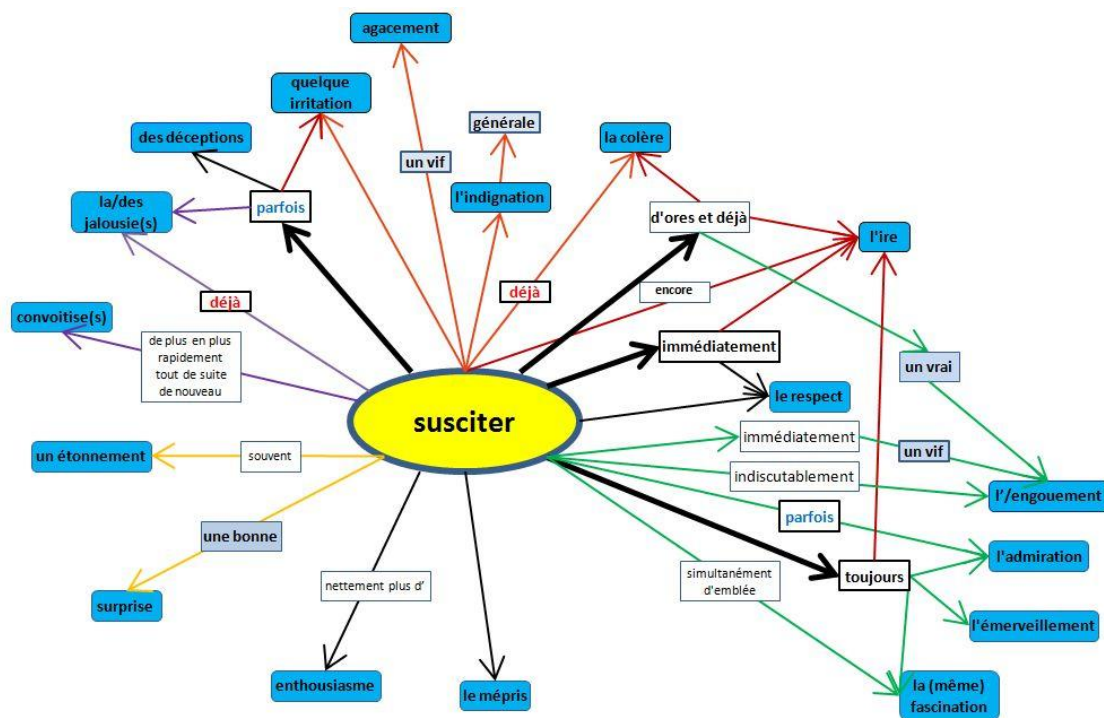 agacement
quelque
irritation
générale
des déceptions
la colère
un vif
l'indignation
la/des
jalousie(s)
parfois
d'ores et déjà
l'ire
déjà
déjà
encore
convoitise(s)
de plus en plus
rapidement
tout de suite
de nouveau
immédiatement
un vrai
susciter
le respect
immédiatement
un vif
un étonnement
souvent
indiscutablement
l'/engouement
parfois
une bonne
l'admiration
simultanément
d'emblée
toujours
nettement plus d'
surprise
l'émerveillement
enthousiasme
le mépris
la (même)
fascination